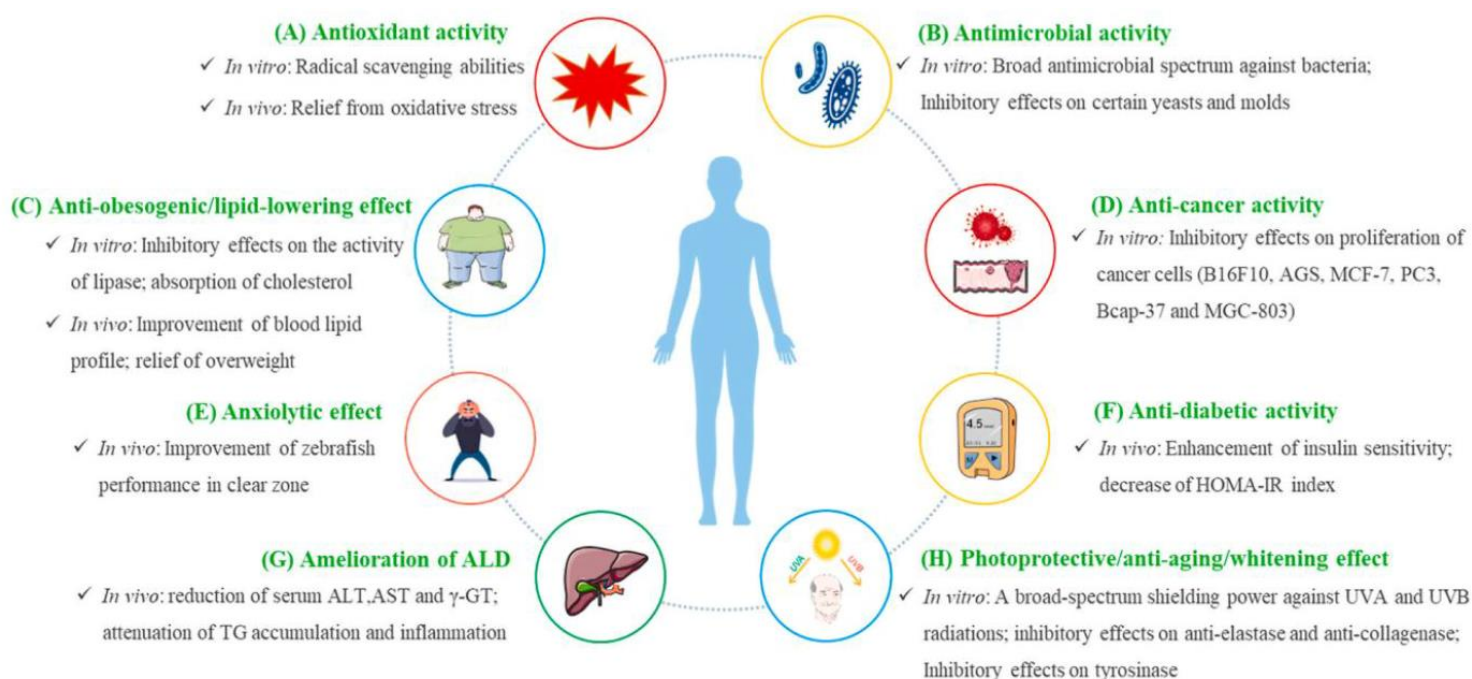 (A) Antioxidant activity
✓ In vitro: Radical scavenging abilities
✓ In vivo: Relief from oxidative stress
(B) Antimicrobial activity
✓ In vitro: Broad antimicrobial spectrum against bacteria;
Inhibitory effects on certain yeasts and molds
(C) Anti-obesogenic/lipid-lowering effect
✓ In vitro: Inhibitory effects on the activity
of lipase; absorption of cholesterol
✓ In vivo: Improvement of blood lipid
profile; relief of overweight
(D) Anti-cancer activity
✓ In vitro: Inhibitory effects on proliferation of
cancer cells (B16F10, AGS, MCF-7, PC3,
Bcap-37 and MGC-803)
(E) Anxiolytic effect
✓ In vivo: Improvement of zebrafish
performance in clear zone
4.5
M
(F) Anti-diabetic activity
✓ In vivo: Enhancement of insulin sensitivity;
decrease of HOMA-IR index
(G) Amelioration of ALD
✓ In vivo: reduction of serum ALT,AST and γ-GT;
attenuation of TG accumulation and inflammation
UVA
UVB
(H) Photoprotective/anti-aging/whitening effect
✓ In vitro: A broad-spectrum shielding power against UVA and UVB
radiations; inhibitory effects on anti-elastase and anti-collagenase;
Inhibitory effects on tyrosinase